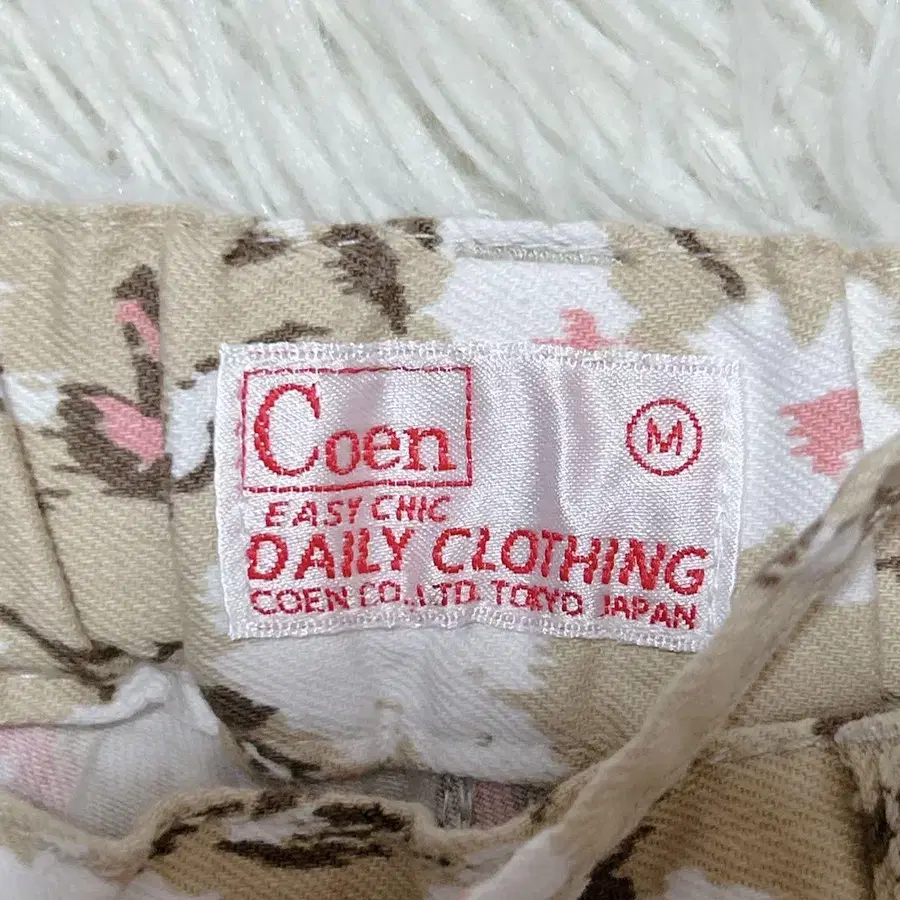 Coen
M
EASY CHIC
DAILY CLOTHING
COEN CO.,LTD. TOKYO JAPAN